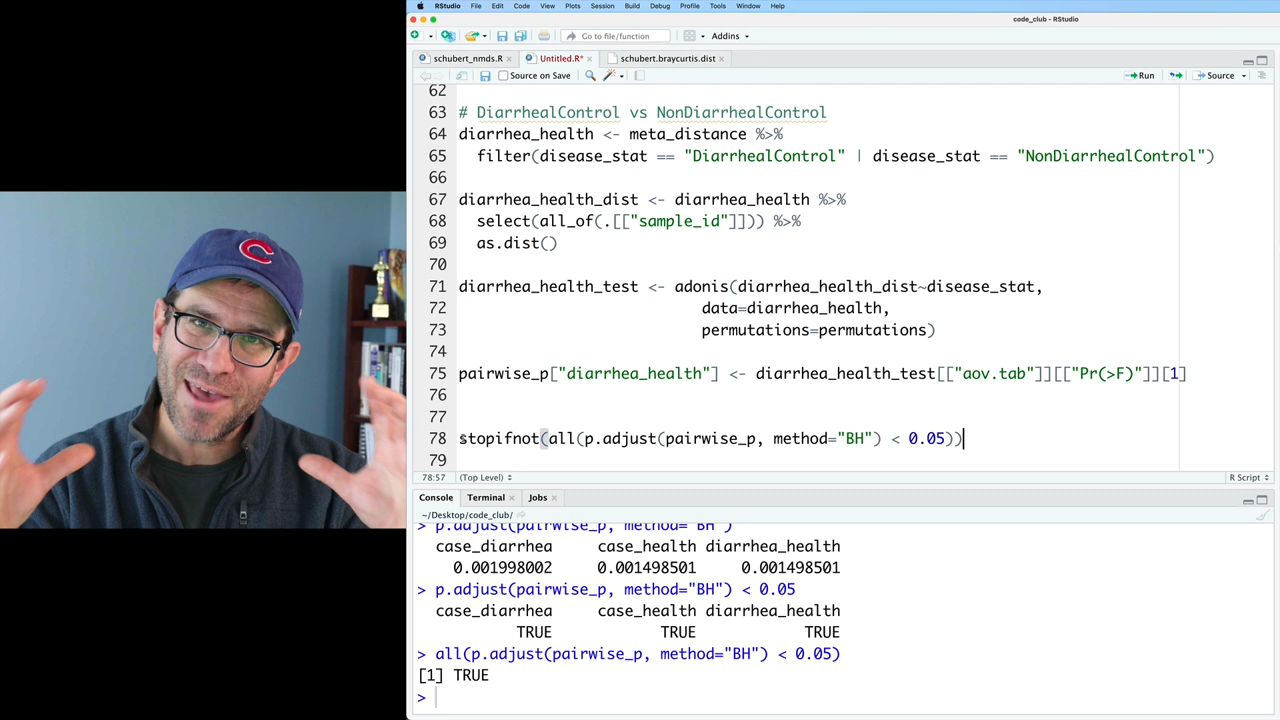 RStudio File Edit Code View Plots Session Build Debug Profile Tools Window Help
code_club - RStudio
Go to file/function Addins
schubert_nmds.R Untitled.R* schubert.braycurtis.dist
Source on Save Run Source
62
63 # DiarrhealControl vs NonDiarrhealControl
64 diarrhea_health <- meta_distance %>%
65 filter(disease_stat == "DiarrhealControl" | disease_stat == "NonDiarrhealControl")
66
67 diarrhea_health_dist <- diarrhea_health %>%
68 select(all_of(.[["sample_id"]])) %>%
69 as.dist()
70
71 diarrhea_health_test <- adonis(diarrhea_health_dist~disease_stat,
72 data=diarrhea_health,
73 permutations=permutations)
74
75 pairwise_p["diarrhea_health"] <- diarrhea_health_test[["aov.tab"]][["Pr(>F)"]][1]
76
77
78 stopifnot(all(p.adjust(pairwise_p, method="BH") < 0.05))
79
78:57 (Top Level) R Script
Console Terminal Jobs
~/Desktop/code_club/
> p.adjust(pairwise_p, method="BH")
case_diarrhea case_health diarrhea_health
0.001998002 0.001498501 0.001498501
> p.adjust(pairwise_p, method="BH") < 0.05
case_diarrhea case_health diarrhea_health
TRUE TRUE TRUE
> all(p.adjust(pairwise_p, method="BH") < 0.05)
[1] TRUE
>
C